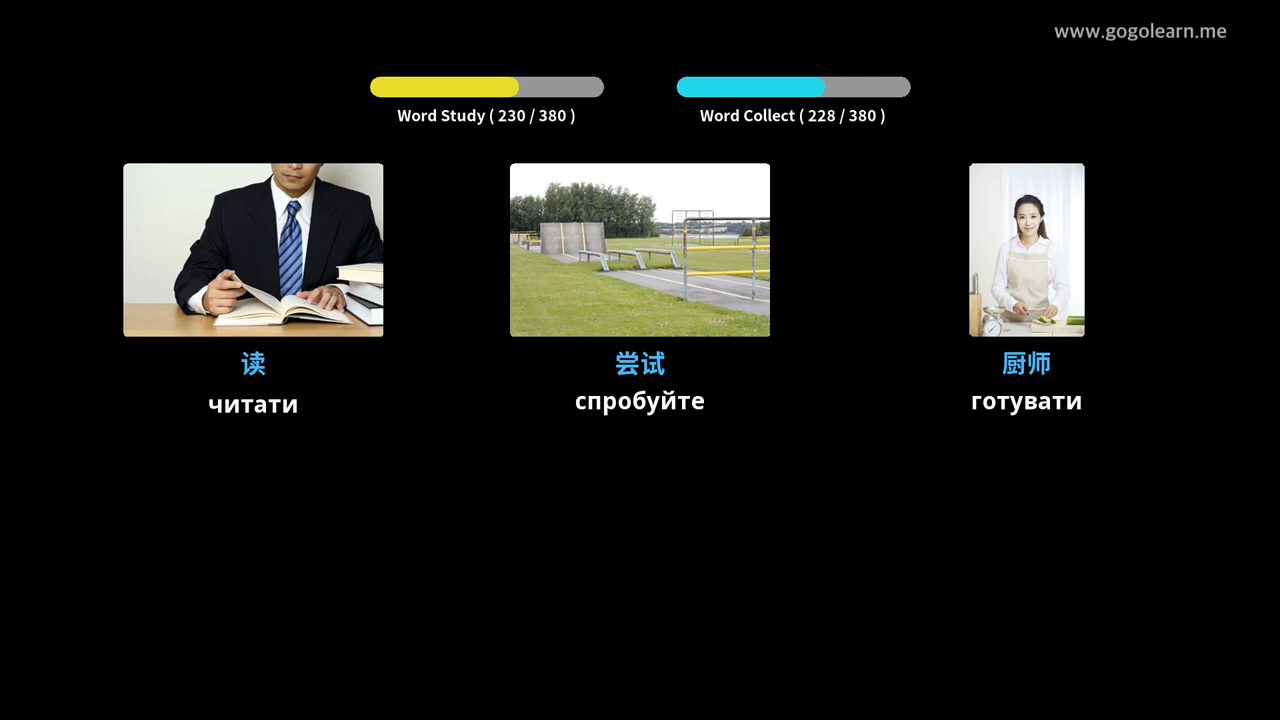 www.gogolearn.me
Word Study ( 230 / 380 )
Word Collect ( 228 / 380 )
读
читати
尝试
спробуйте
厨师
готувати